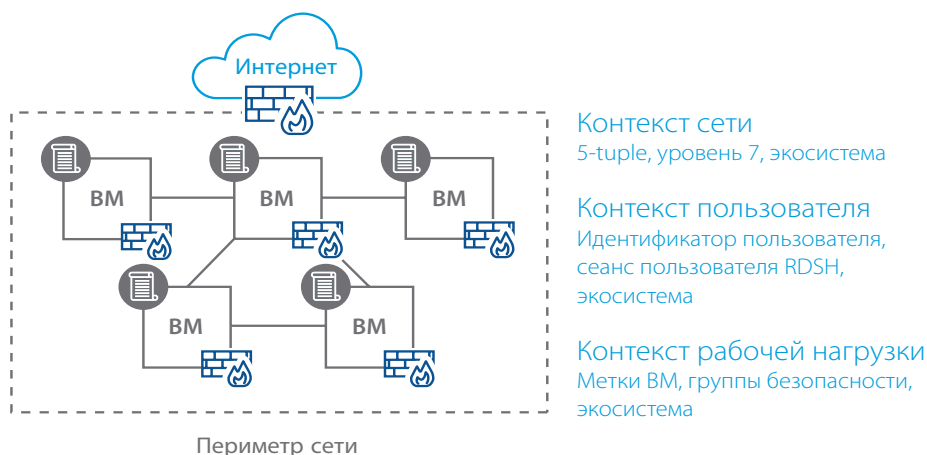 Интернет
ВМ
ВМ
ВМ
ВМ
ВМ
Периметр сети
Контекст сети
5-tuple, уровень 7, экосистема
Контекст пользователя
Идентификатор пользователя,
сеанс пользователя RDSH,
экосистема
Контекст рабочей нагрузки
Метки ВМ, группы безопасности,
экосистема